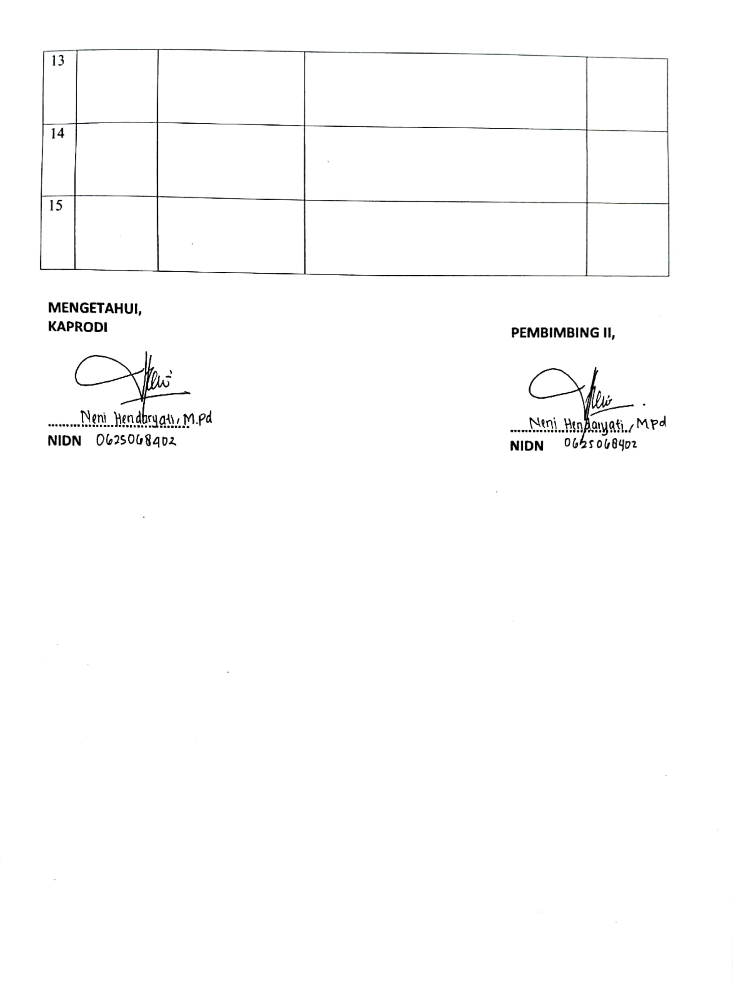 13
14
15
MENGETAHUI,
KAPRODI
PEMBIMBING II,
Neni Hendaryati, M.Pd
NIDN 0625068402
Neni Hendaryati, Mpd
NIDN 0625068402